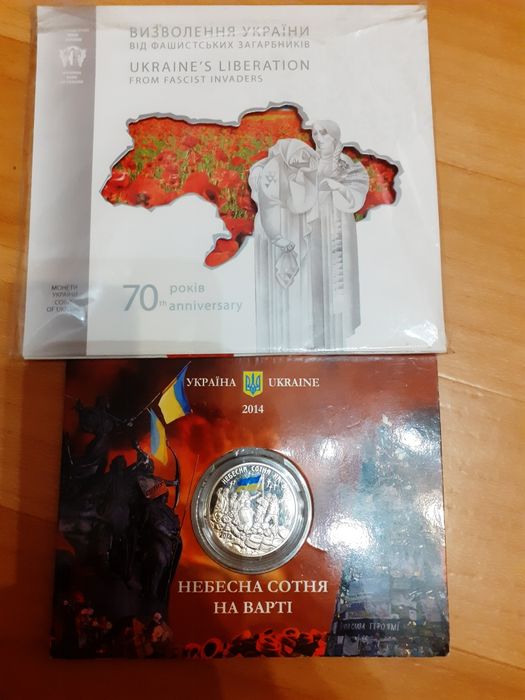 ВИЗВОЛЕННЯ УКРАЇНИ
ВІД ФАШИСТСЬКИХ ЗАГАРБНИКІВ
UKRAINE'S LIBERATION
FROM FASCIST INVADERS
МОНЕТИ
УКРАЇНИ
OF UKRAINE
70 років
th anniversary
УКРАЇНА UKRAINE
2014
НЕБЕСНА СОТНЯ
НЕБЕСНА СОТНЯ
НА ВАРТІ
ГЕРОЯМ